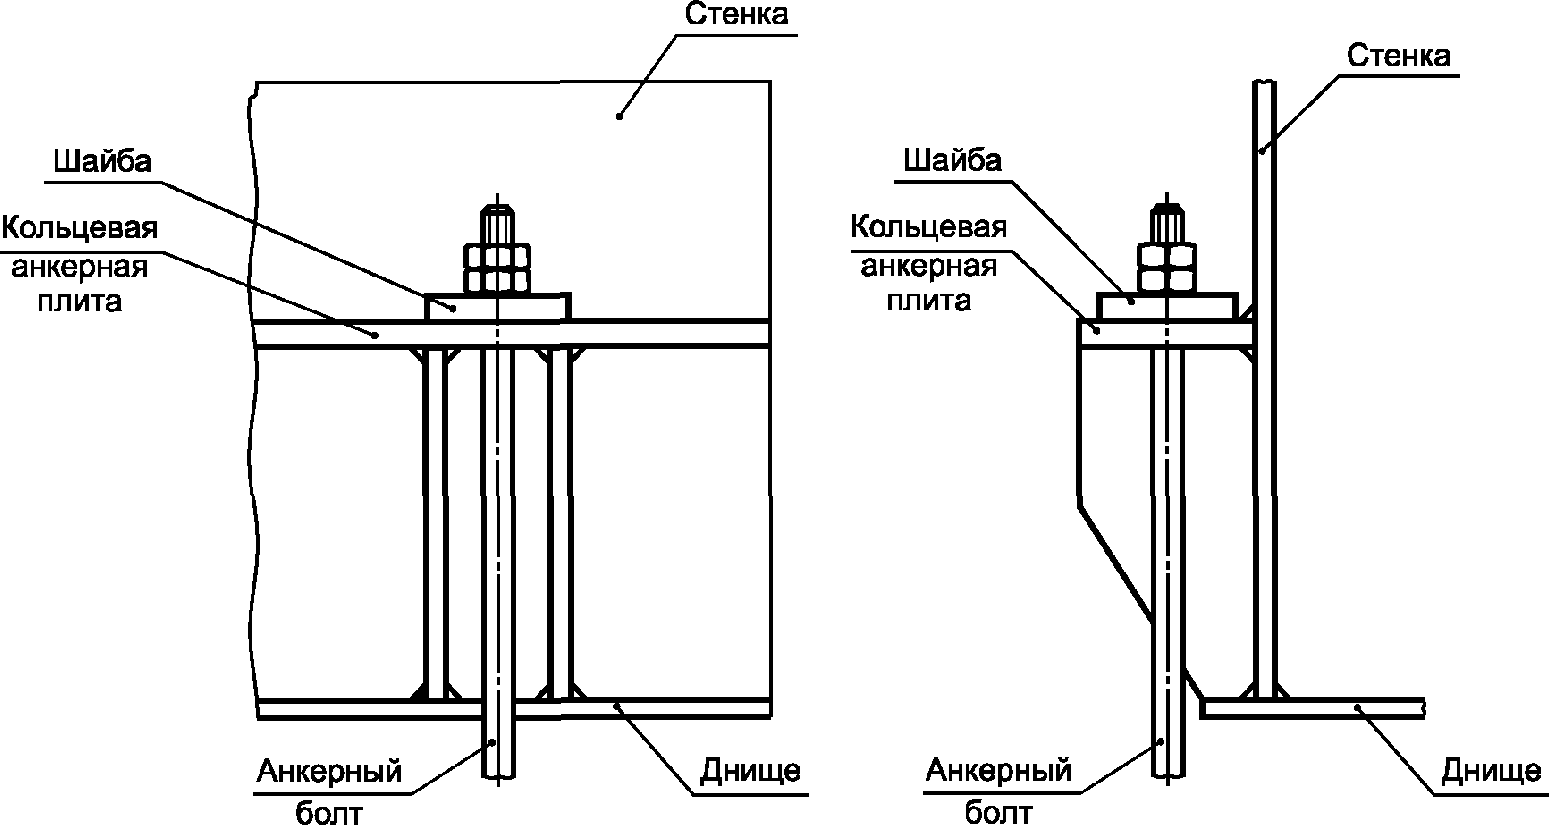 Стенка
Шайба
Кольцевая
анкерная
плита
Анкерный
болт
Днище
Стенка
Шайба
Кольцевая
анкерная
плита
Анкерный
болт
Днище